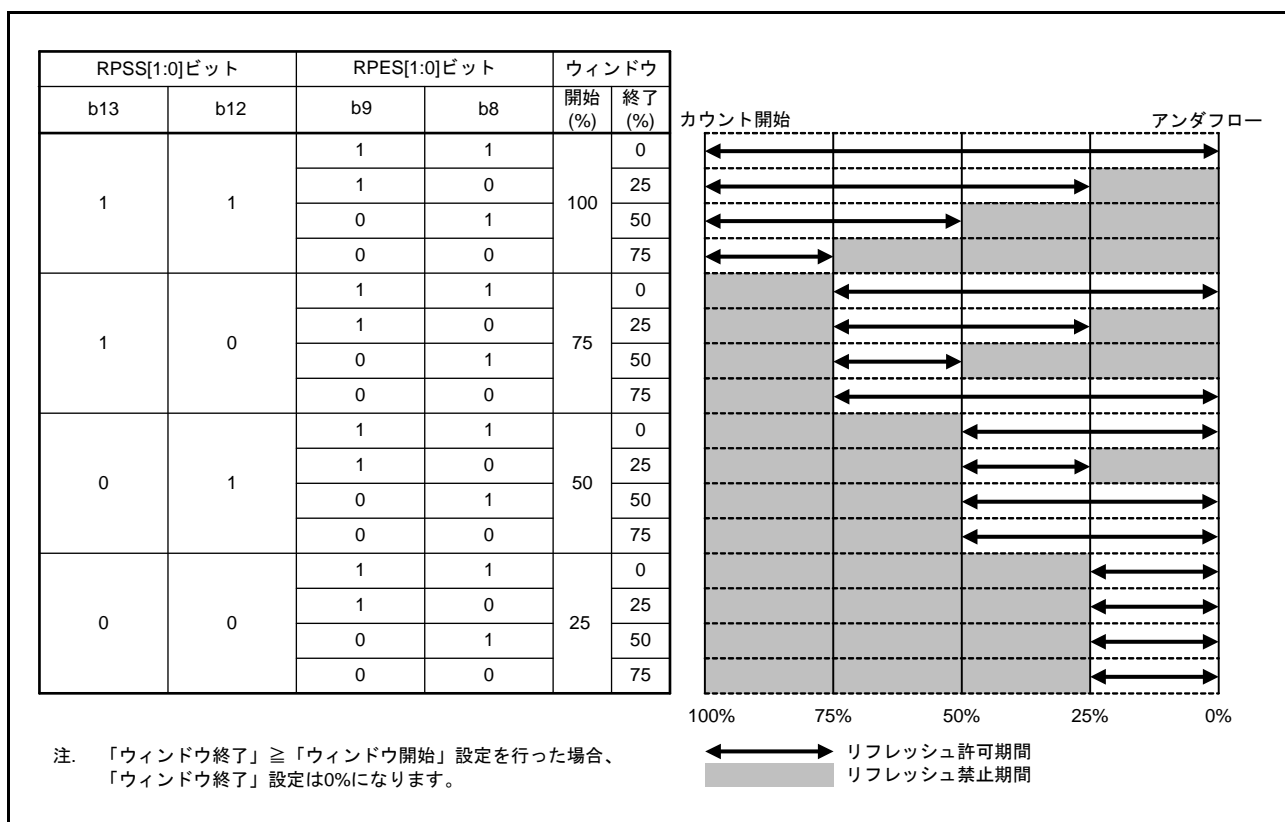 RPSS[1:0]ビット RPES[1:0]ビット ウィンドウ
b13 b12 b9 b8 開始(%) 終了(%)
カウント開始 アンダフロー
1 1 1 1 100 0
1 0 25
0 1 50
0 0 75
1 0 1 1 75 0
1 0 25
0 1 50
0 0 75
0 1 1 1 50 0
1 0 25
0 1 50
0 0 75
0 0 1 1 25 0
1 0 25
0 1 50
0 0 75
100% 75% 50% 25% 0%
注. 「ウィンドウ終了」≧「ウィンドウ開始」設定を行った場合、
「ウィンドウ終了」設定は0%になります。
リフレッシュ許可期間
リフレッシュ禁止期間